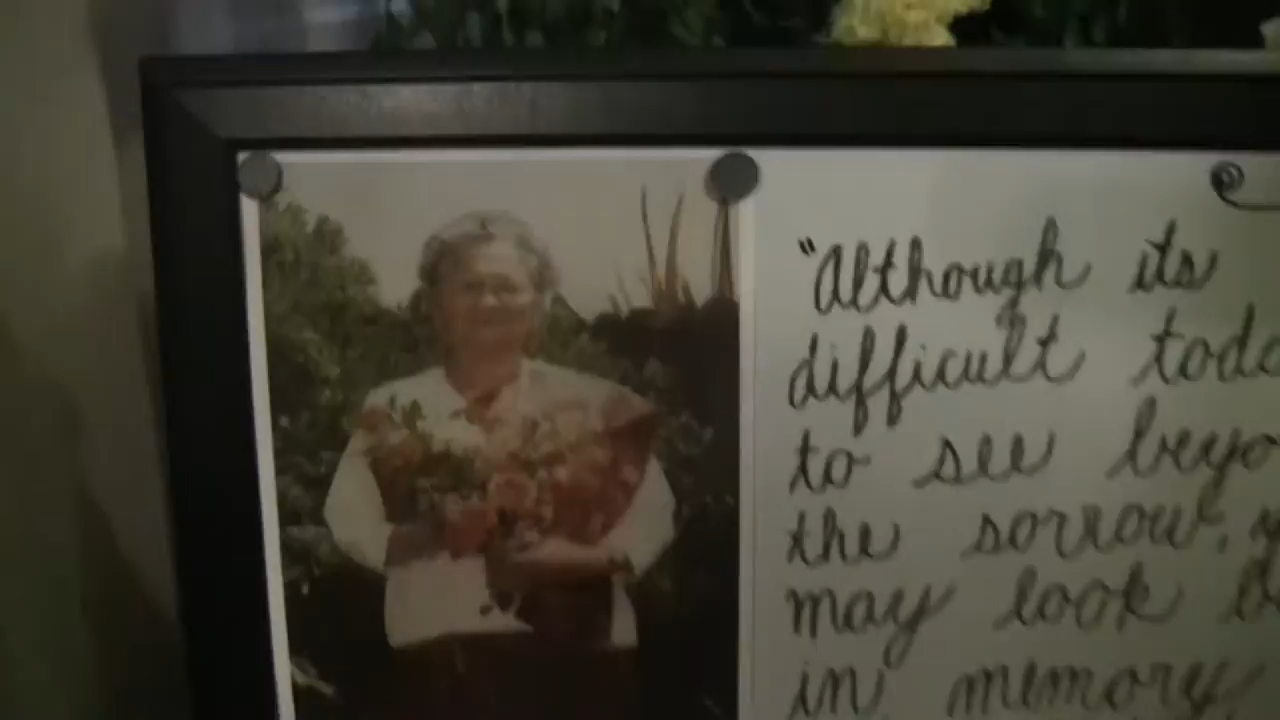 "Although its
difficult
to see
the sorrow,
may look
in memory